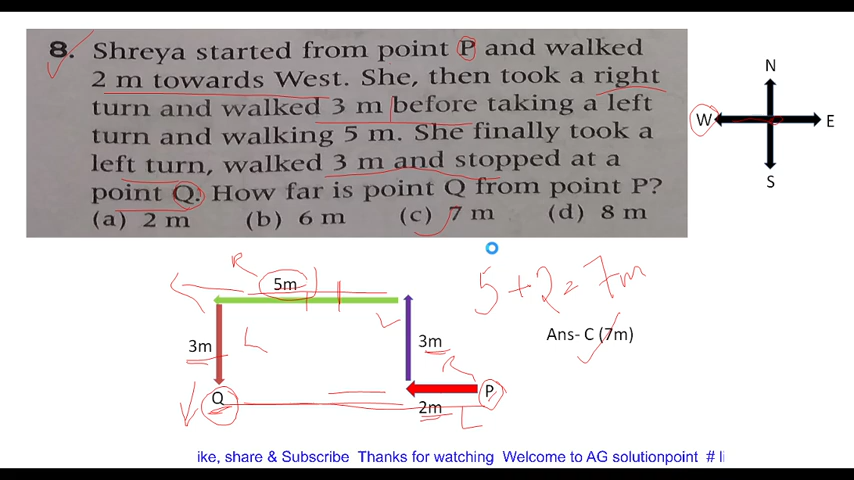 8. Shreya started from point P and walked
2 m towards West. She, then took a right
turn and walked 3 m before taking a left
turn and walking 5 m. She finally took a
left turn, walked 3 m and stopped at a
point Q. How far is point Q from point P?
(a) 2 m (b) 6 m (c) 7 m (d) 8 m
N
W E
S
R
5m
5+2=7m
L
3m
L
3m
Ans- C (7m)
R
P
Q
2m
L
ike, share & Subscribe Thanks for watching Welcome to AG solutionpoint # li